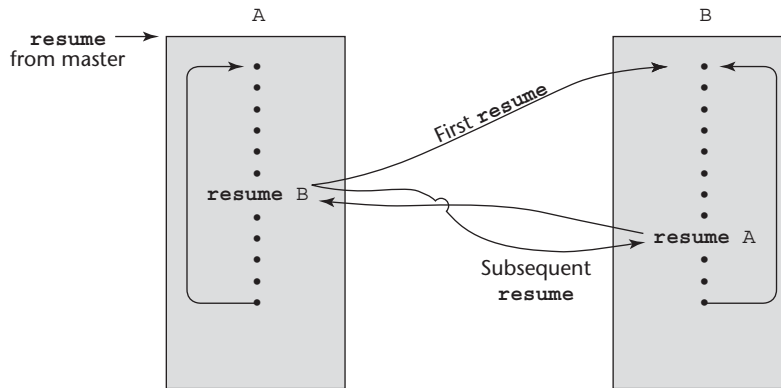 A
B
resume
from master
First resume
resume B
resume A
Subsequent
resume